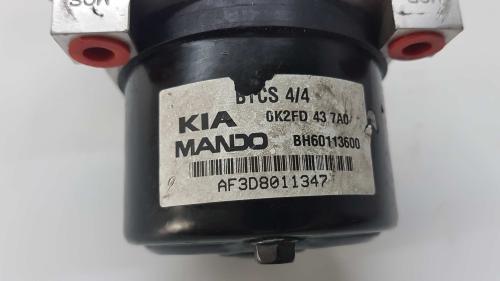 BTCS 4/4
KIA 0K2FD 43 7A0
MANDO BH60113600
AF3D8011347